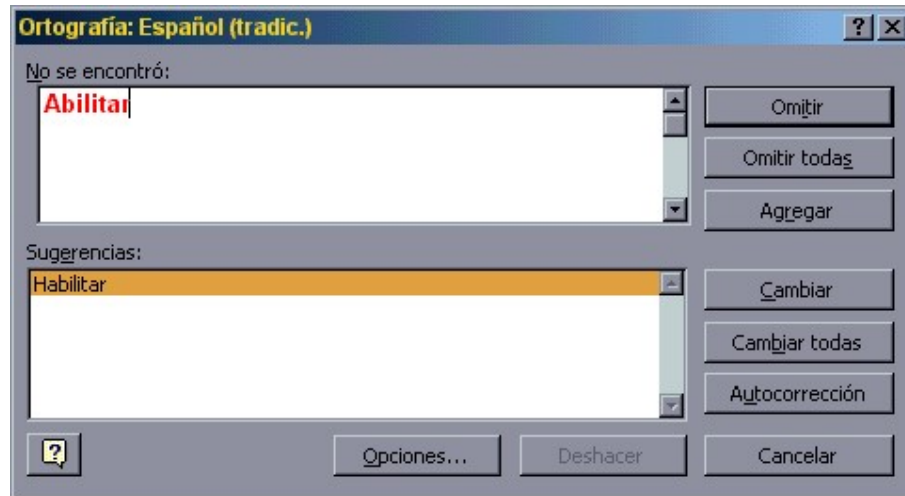 Ortografía: Español (tradic.)
No se encontró:
Abilitar
Omitir
Omitir todas
Agregar
Sugerencias:
Habilitar
Cambiar
Cambiar todas
Autocorrección
Opciones...
Deshacer
Cancelar